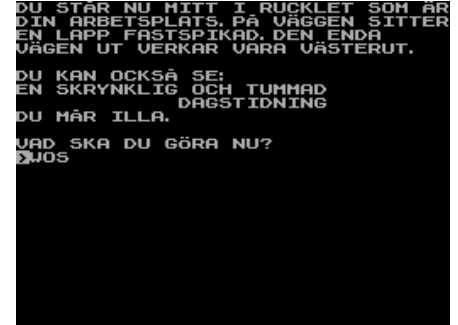 DU STÅR NU MITT I RUCKLET SOM ÄR
DIN ARBETSPLATS. PÅ VÄGGEN SITTER
EN LAPP FASTSPIKAD. DEN ENDA
VÄGEN UT VERKAR VARA VÄSTERUT.
DU KAN OCKSÅ SE:
EN SKRYNKLIG OCH TUMMAD
DAGSTIDNING
DU MÅR ILLA.
VAD SKA DU GÖRA NU?
>WOS